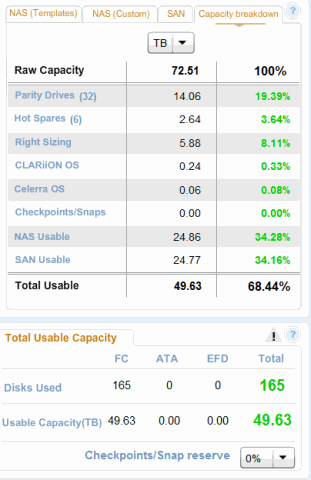 NAS (Templates) NAS (Custom) SAN Capacity breakdown ?
TB
Raw Capacity 72.51 100%
Parity Drives (32) 14.06 19.39%
Hot Spares (6) 2.64 3.64%
Right Sizing 5.88 8.11%
CLARiiON OS 0.24 0.33%
Celerra OS 0.06 0.08%
Checkpoints/Snaps 0.00 0.00%
NAS Usable 24.86 34.28%
SAN Usable 24.77 34.16%
Total Usable 49.63 68.44%
Total Usable Capacity ! ?
FC ATA EFD Total
Disks Used 165 0 0 165
Usable Capacity(TB) 49.63 0.00 0.00 49.63
Checkpoints/Snap reserve 0%